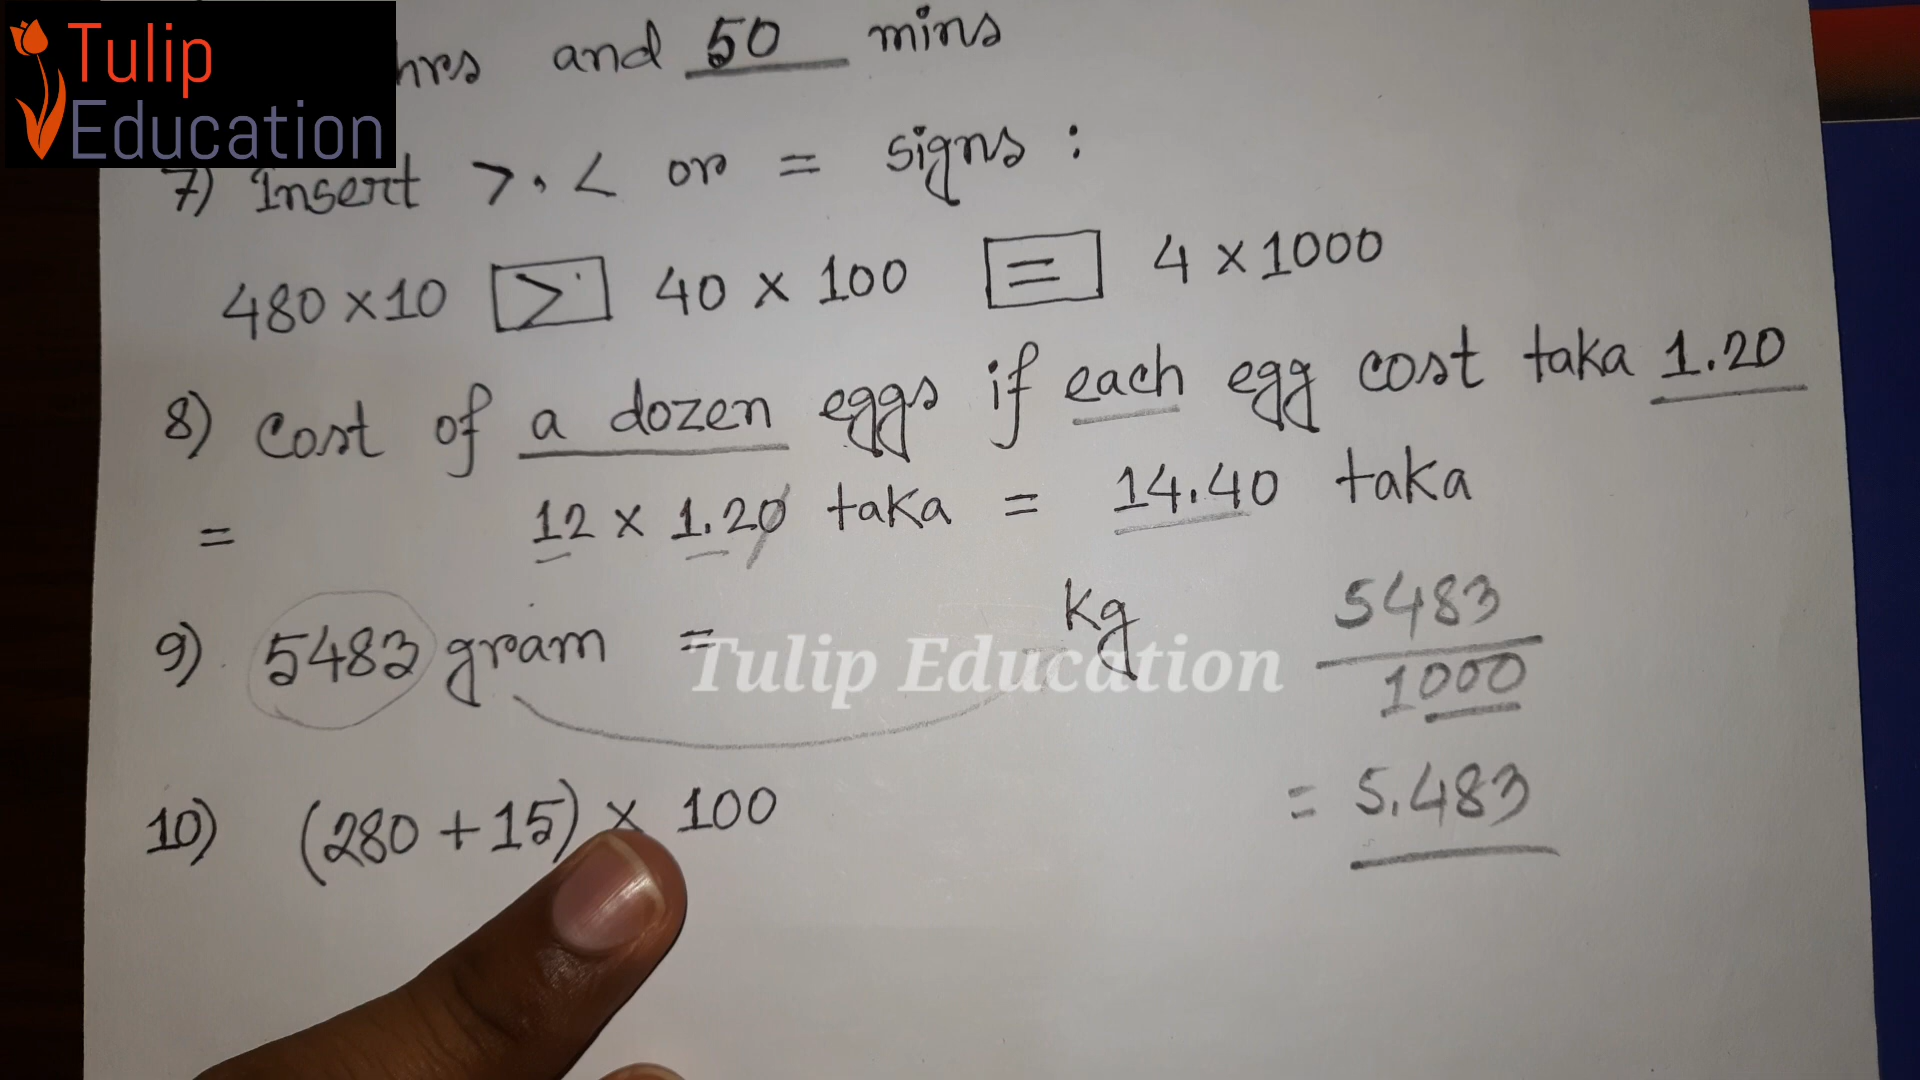 Tulip
Education
hrs and 50 mins
7) Insert >, < or = signs :
480 × 10 > 40 × 100 = 4 × 1000
8) Cost of a dozen eggs if each egg cost taka 1.20
= 12 × 1.20 taka = 14.40 taka
9) 5483 gram = kg
5483
1000
= 5.483
10) (280 + 15) × 100
Tulip Education